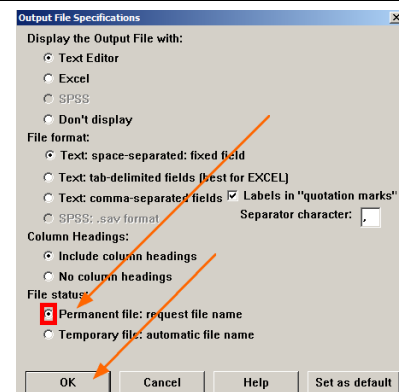 Output File Specifications
Display the Output File with:
Text Editor
Excel
SPSS
Don't display
File format:
Text: space-separated: fixed field
Text: tab-delimited fields (best for EXCEL)
Text: comma-separated fields Labels in "quotation marks"
SPSS: .sav format Separator character: ,
Column Headings:
Include column headings
No column headings
File status:
Permanent file: request file name
Temporary file: automatic file name
OK Cancel Help Set as default